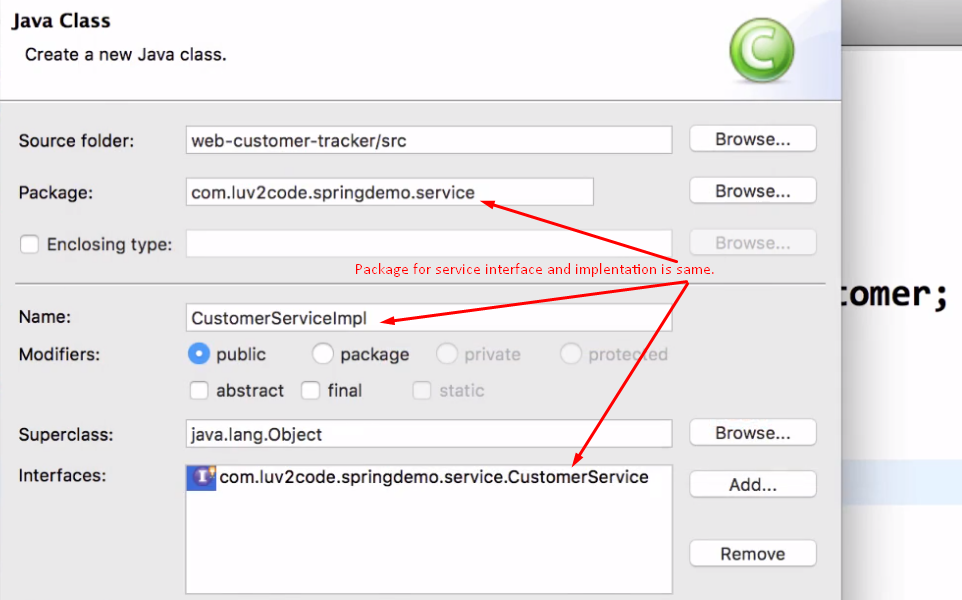 Java Class
Create a new Java class.
C
Source folder: web-customer-tracker/src Browse...
Package: com.luv2code.springdemo.service Browse...
Enclosing type: Browse...
Package for service interface and implentation is same.
tomer;
Name: CustomerServiceImpl
Modifiers: public package private protected
abstract final static
Superclass: java.lang.Object Browse...
Interfaces: I com.luv2code.springdemo.service.CustomerService Add...
Remove